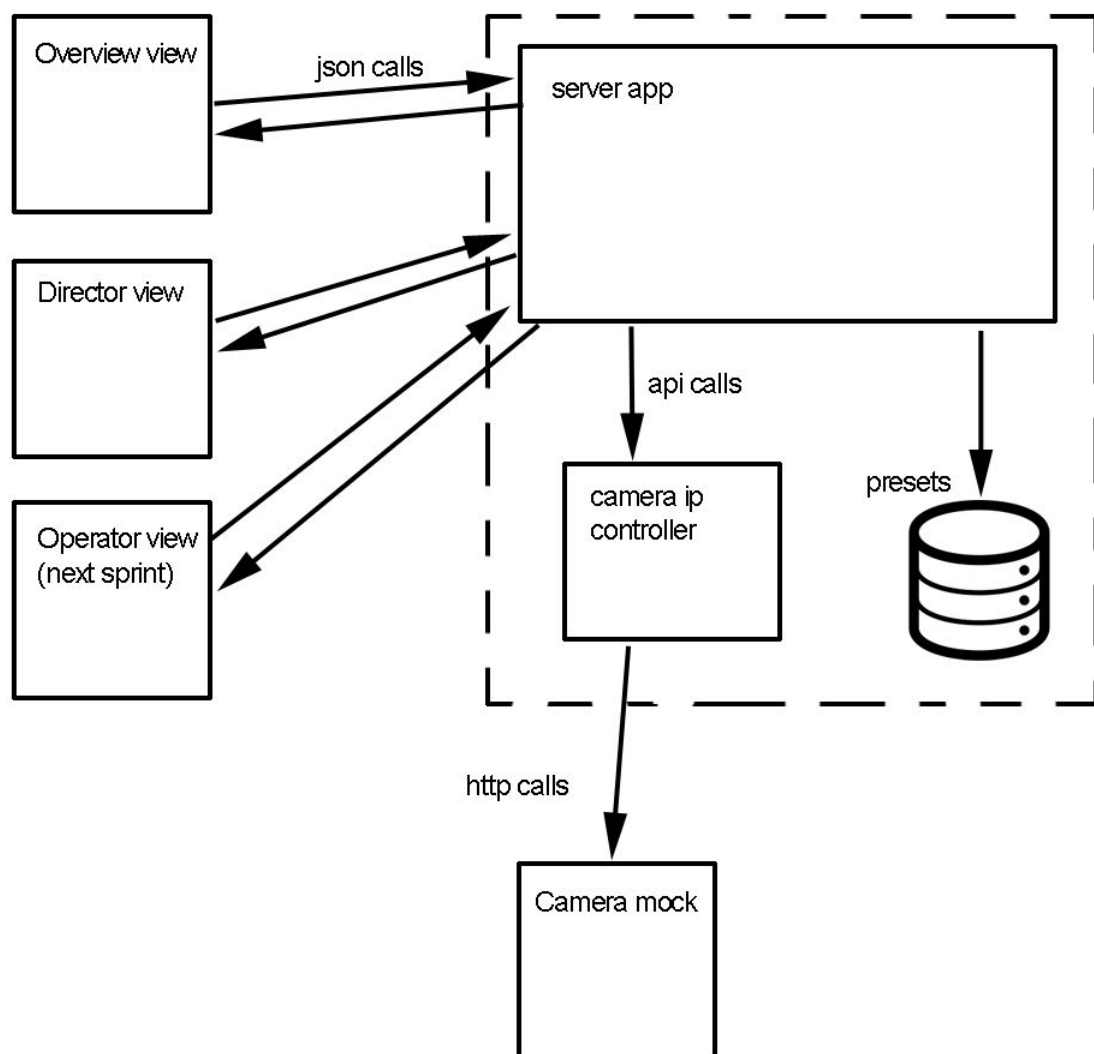 Overview view
json calls
server app
Director view
api calls
Operator view
(next sprint)
camera ip
controller
presets
http calls
Camera mock